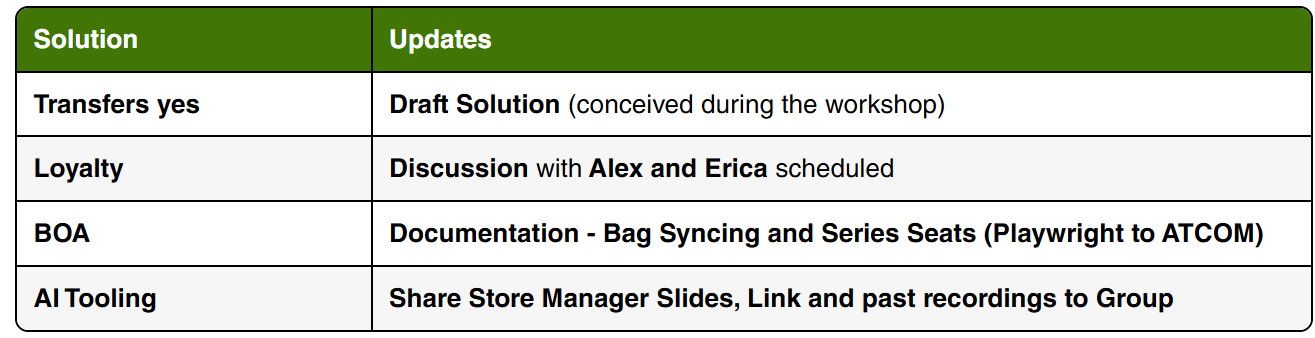 Solution Updates
Transfers yes Draft Solution (conceived during the workshop)
Loyalty Discussion with Alex and Erica scheduled
BOA Documentation - Bag Syncing and Series Seats (Playwright to ATCOM)
AI Tooling Share Store Manager Slides, Link and past recordings to Group